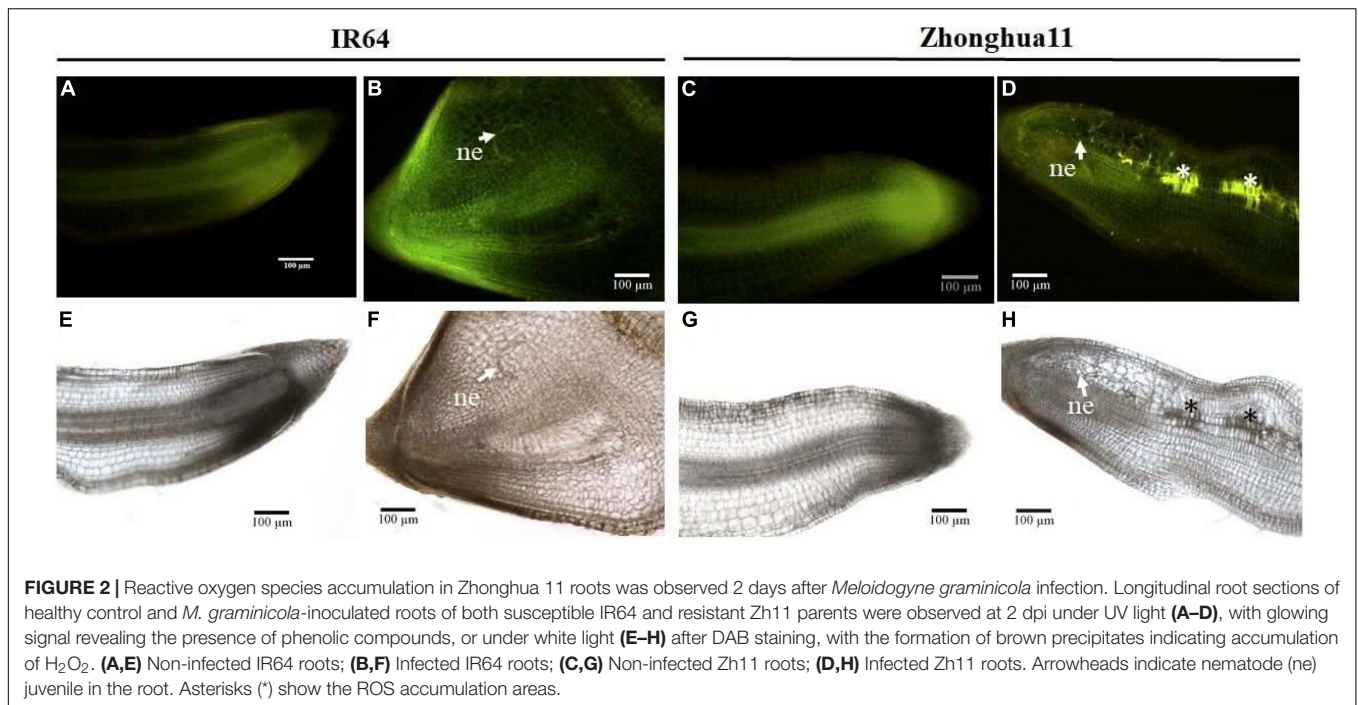 IR64
Zhonghua11
A
B
C
D
ne
ne
*
*
100 µm
100 µm
100 µm
100 µm
E
F
G
H
ne
ne
*
*
100 µm
100 µm
100 µm
100 µm
FIGURE 2 | Reactive oxygen species accumulation in Zhonghua 11 roots was observed 2 days after Meloidogyne graminicola infection. Longitudinal root sections of
healthy control and M. graminicola-inoculated roots of both susceptible IR64 and resistant Zh11 parents were observed at 2 dpi under UV light (A–D), with glowing
signal revealing the presence of phenolic compounds, or under white light (E–H) after DAB staining, with the formation of brown precipitates indicating accumulation
of H₂O₂. (A,E) Non-infected IR64 roots; (B,F) Infected IR64 roots; (C,G) Non-infected Zh11 roots; (D,H) Infected Zh11 roots. Arrowheads indicate nematode (ne)
juvenile in the root. Asterisks (*) show the ROS accumulation areas.